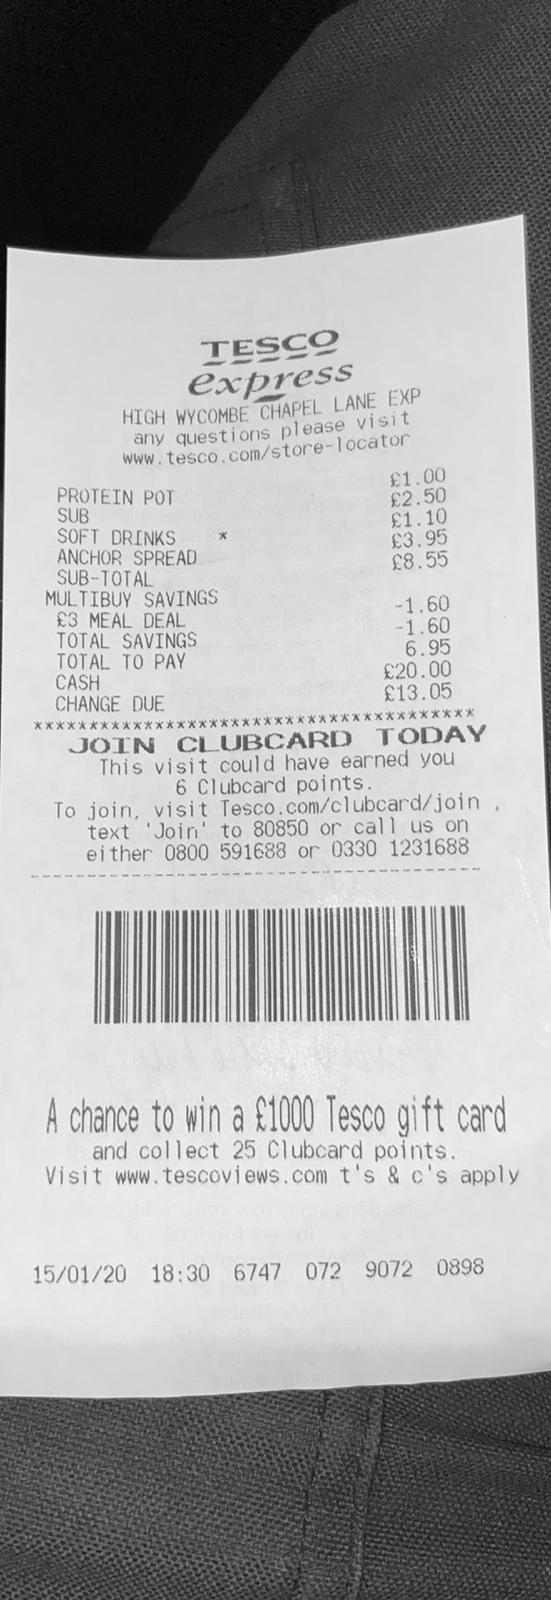 TESCO
express
HIGH WYCOMBE CHAPEL LANE EXP
any questions please visit
www.tesco.com/store-locator
PROTEIN POT £1.00
SUB £2.50
SOFT DRINKS * £1.10
ANCHOR SPREAD £3.95
SUB-TOTAL £8.55
MULTIBUY SAVINGS
£3 MEAL DEAL -1.60
TOTAL SAVINGS -1.60
TOTAL TO PAY 6.95
CASH £20.00
CHANGE DUE £13.05
****************************************
JOIN CLUBCARD TODAY
This visit could have earned you
6 Clubcard points.
To join, visit Tesco.com/clubcard/join ,
text 'Join' to 80850 or call us on
either 0800 591688 or 0330 1231688
----------------------------------------
A chance to win a £1000 Tesco gift card
and collect 25 Clubcard points.
Visit www.tescoviews.com t's & c's apply
15/01/20 18:30 6747 072 9072 0898